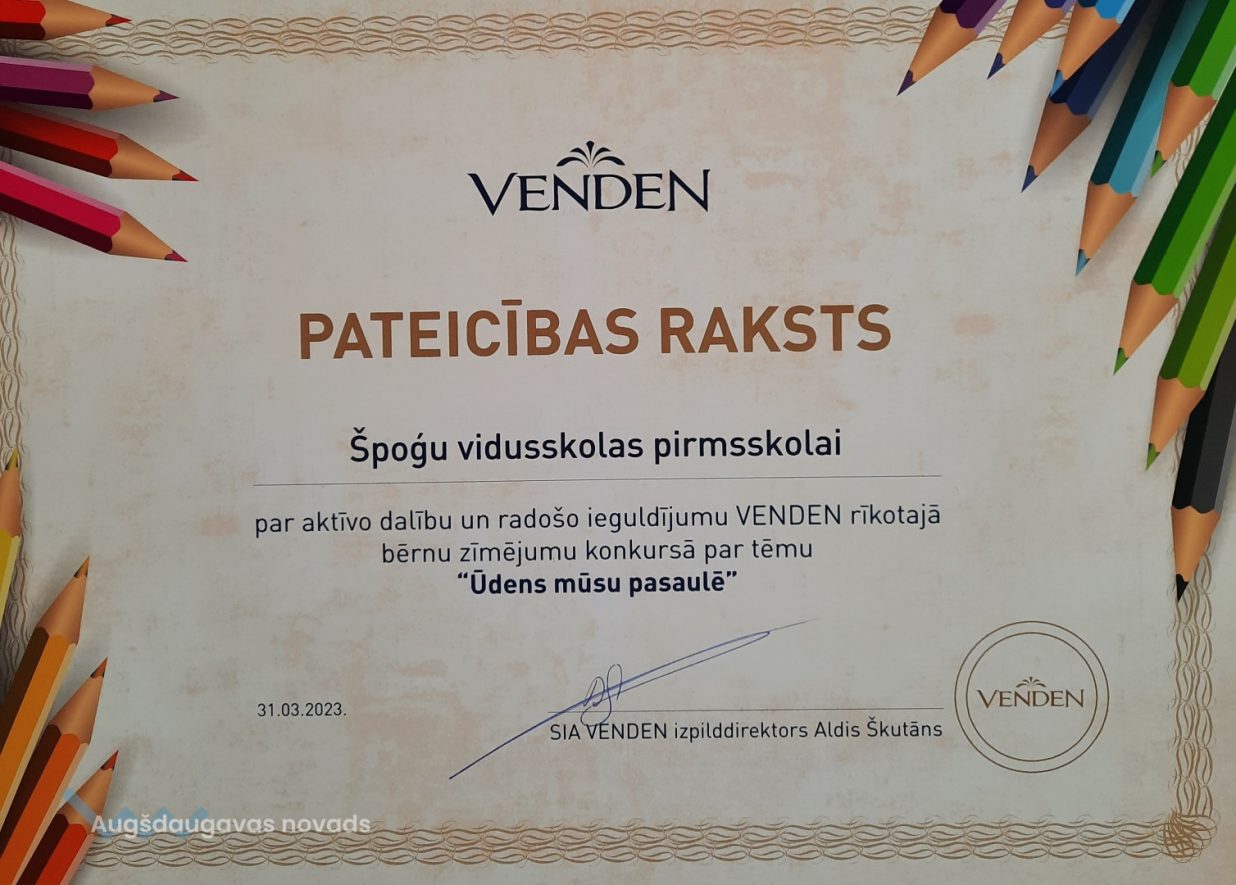 VENDEN
PATEICĪBAS RAKSTS
Špoģu vidusskolas pirmsskolai
par aktīvo dalību un radošo ieguldījumu VENDEN rīkotajā
bērnu zīmējumu konkursā par tēmu
“Ūdens mūsu pasaulē”
31.03.2023.
SIA VENDEN izpilddirektors Aldis Škutāns
VENDEN
Augšdaugavas novads